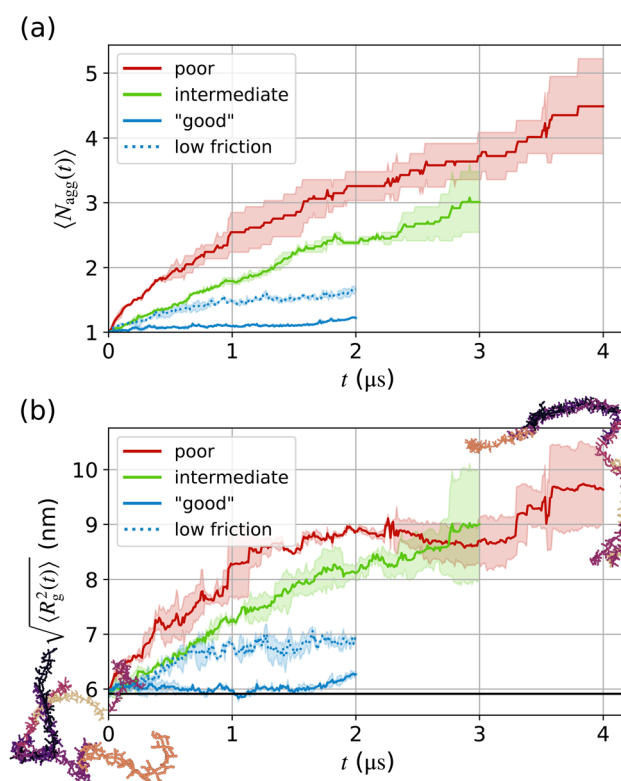 (a)
5
4
3
2
1
⟨N_agg(t)⟩
poor
intermediate
"good"
low friction
0 1 2 3 4
t (μs)
(b)
10
9
8
7
6
√⟨R_g^2(t)⟩ (nm)
poor
intermediate
"good"
low friction
0 1 2 3 4
t (μs)